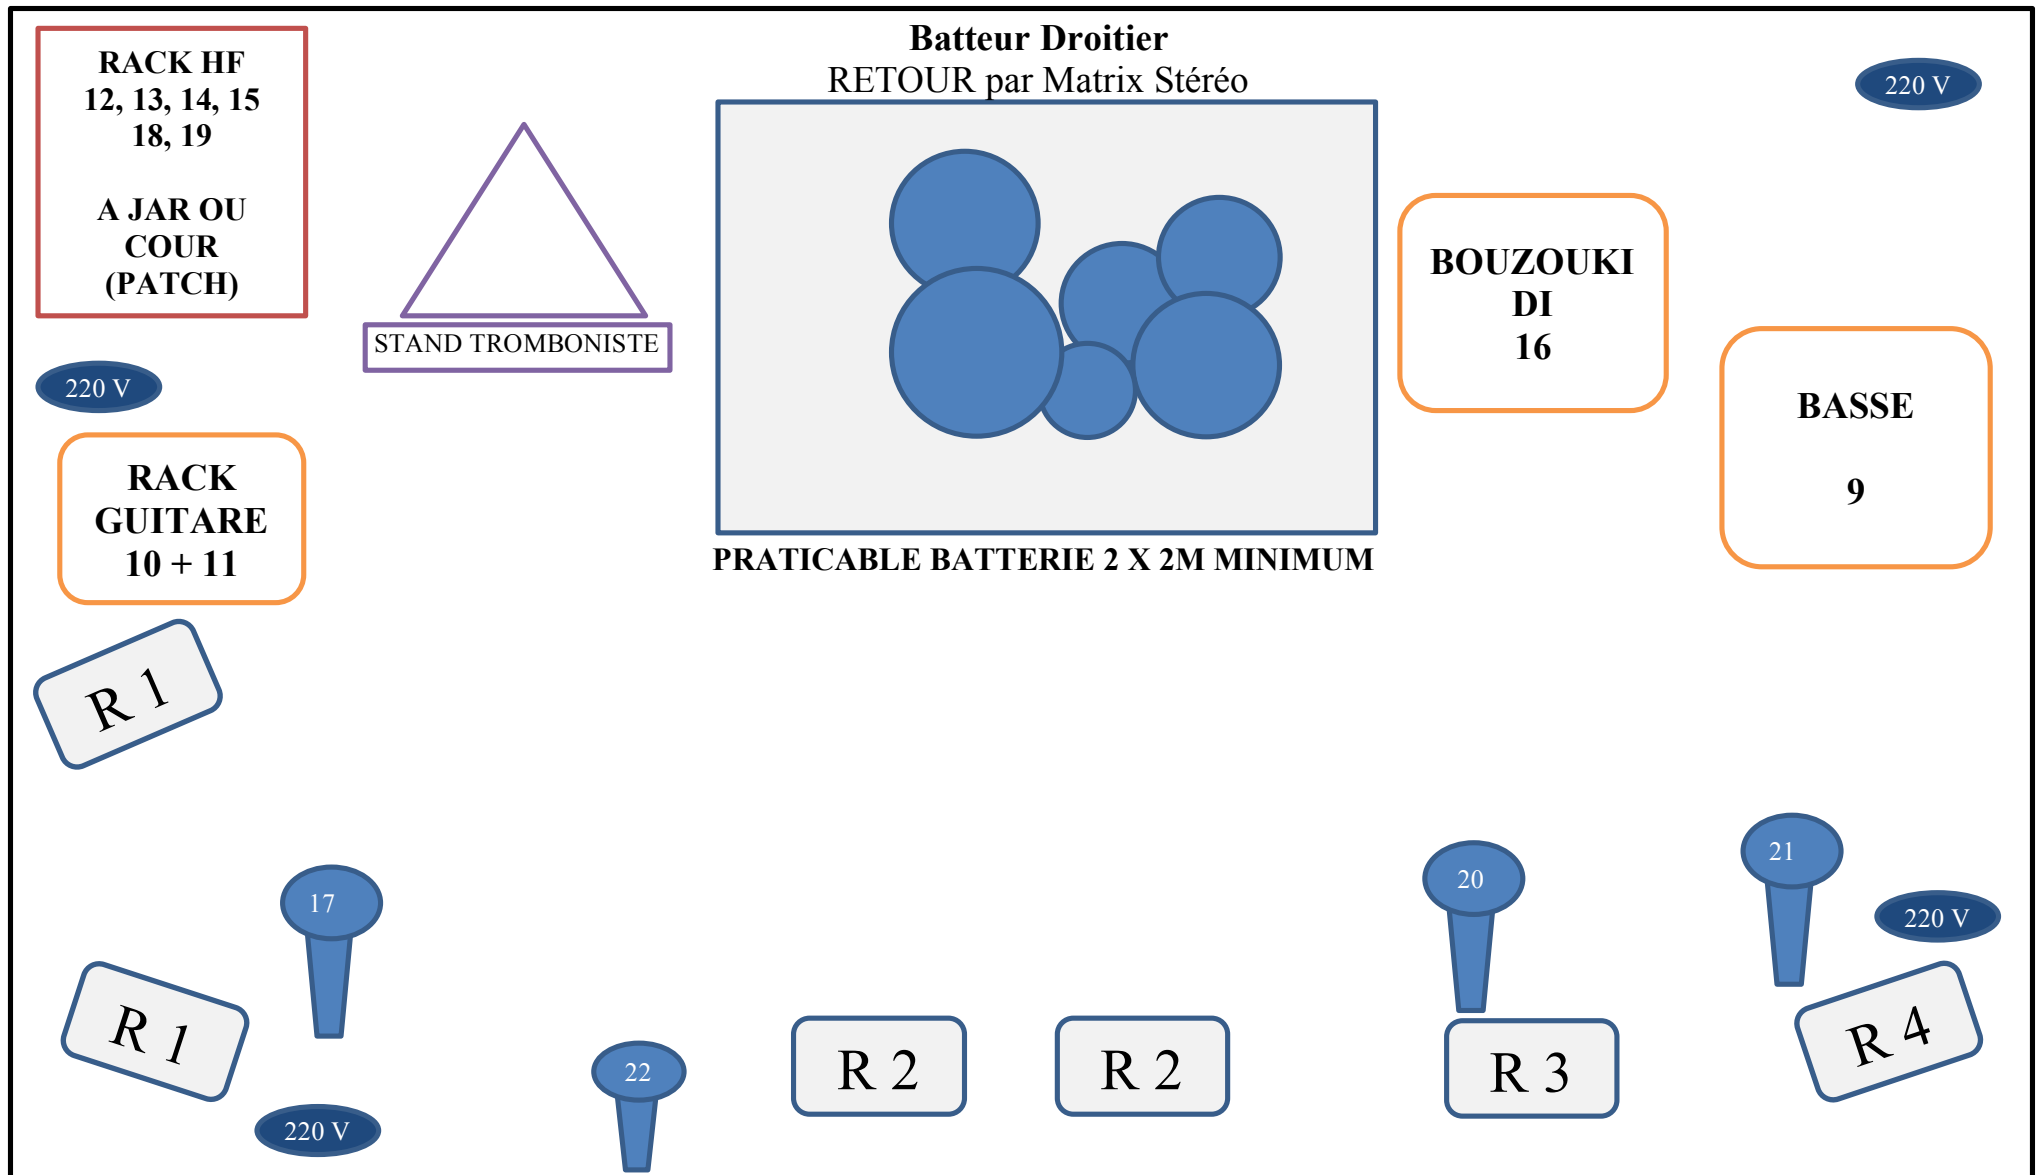 Batteur Droitier
RETOUR par Matrix Stéréo
RACK HF
12, 13, 14, 15
18, 19
A JAR OU
COUR
(PATCH)
220 V
STAND TROMBONISTE
BOUZOUKI
DI
16
BASSE
9
220 V
RACK
GUITARE
10 + 11
PRATICABLE BATTERIE 2 X 2M MINIMUM
R 1
17
20
21
220 V
R 1
22
R 2
R 2
R 3
R 4
220 V